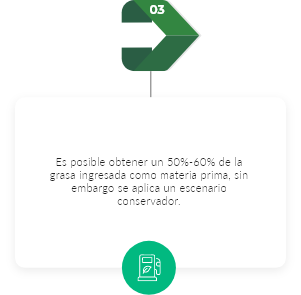 03
Es posible obtener un 50%-60% de la
grasa ingresada como materia prima, sin
embargo se aplica un escenario
conservador.